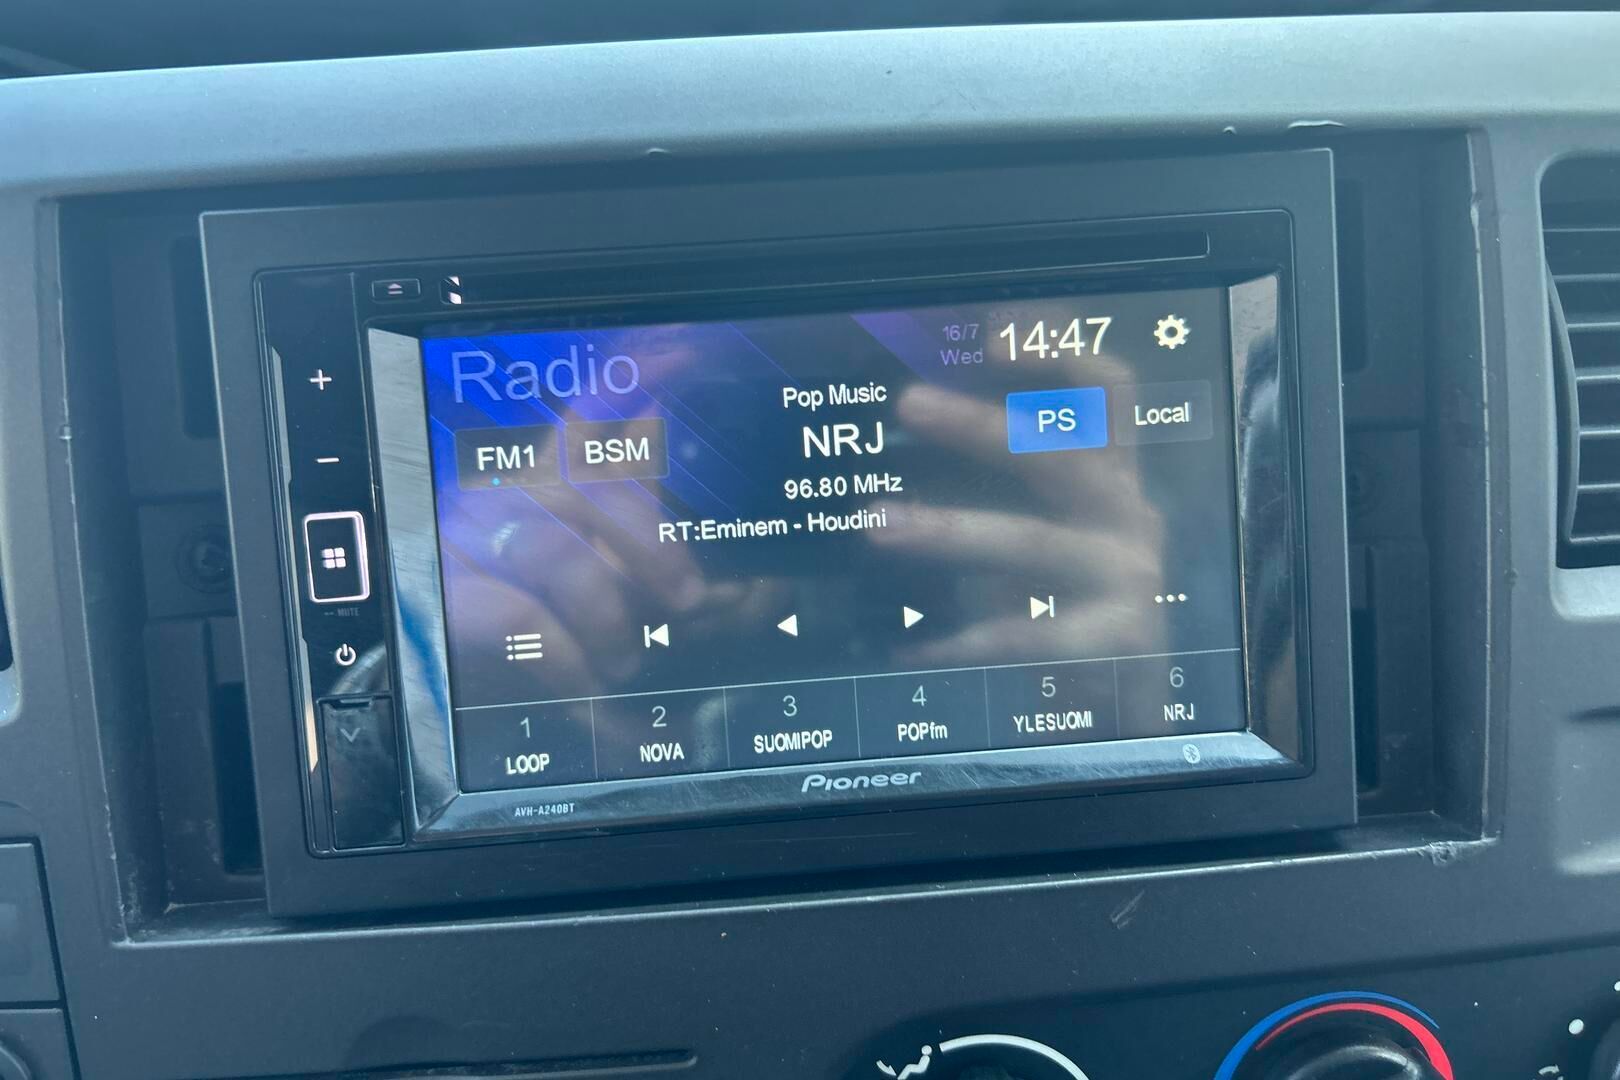 Radio
16/7
Wed
14:47
Pop Music
FM1
BSM
NRJ
PS
Local
96.80 MHz
RT:Eminem - Houdini
MUTE
1
LOOP
2
NOVA
3
SUOMIPOP
4
POPfm
5
YLESUOMI
6
NRJ
Pioneer
AVH-A240BT